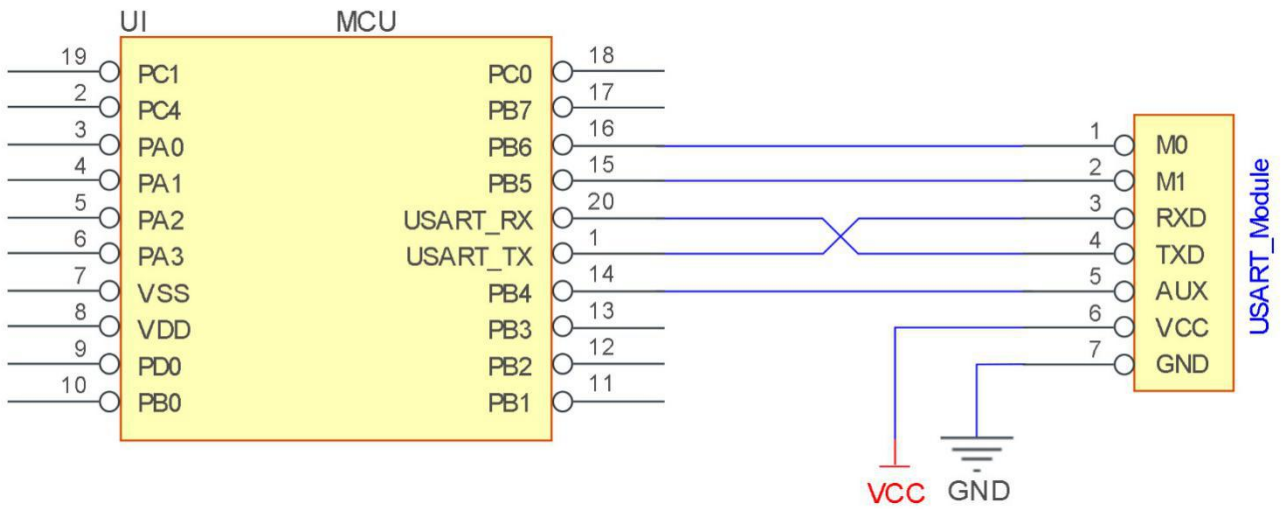 UI MCU
19 PC1 PC0 18
2 PC4 PB7 17
3 PA0 PB6 16 1 M0
4 PA1 PB5 15 2 M1
5 PA2 USART_RX 20 3 RXD
6 PA3 USART_TX 1 4 TXD
7 VSS PB4 14 5 AUX
8 VDD PB3 13 6 VCC
9 PD0 PB2 12 7 GND
10 PB0 PB1 11
USART_Module
VCC GND